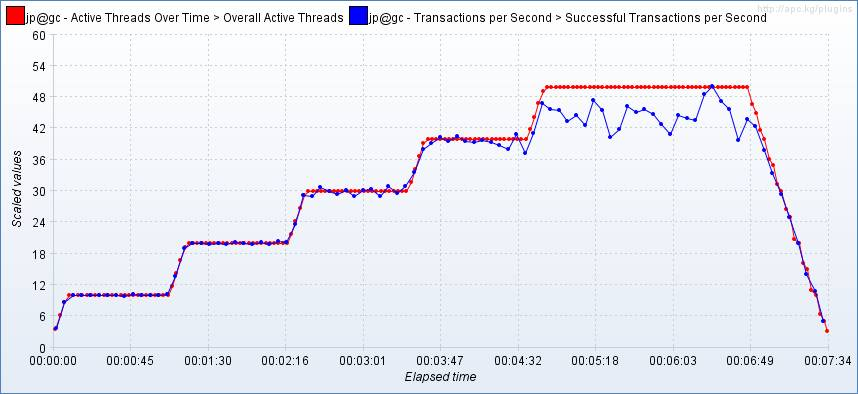 http://apc.kg/plugins
jp@gc - Active Threads Over Time > Overall Active Threads jp@gc - Transactions per Second > Successful Transactions per Second
60
54
48
42
36
30
24
18
12
6
0
Scaled values
00:00:00 00:00:45 00:01:30 00:02:16 00:03:01 00:03:47 00:04:32 00:05:18 00:06:03 00:06:49 00:07:34
Elapsed time